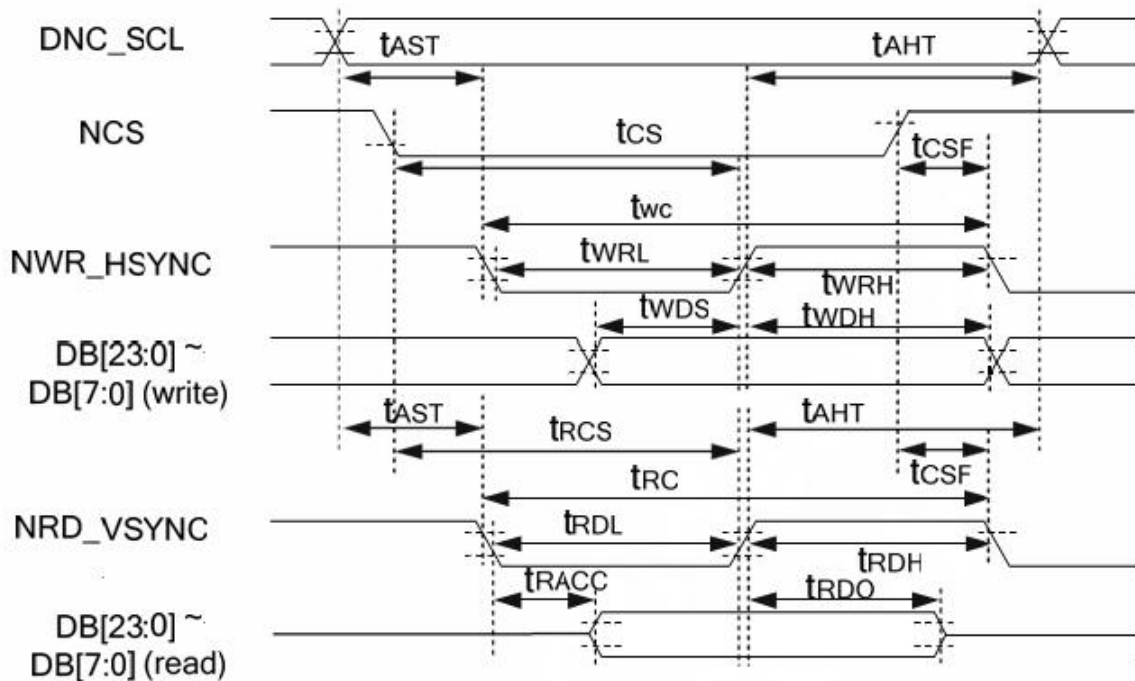 DNC_SCL
tAST
tAHT
NCS
tCS
tCSF
twc
NWR_HSYNC
tWRL
tWRH
tWDS
tWDH
DB[23:0] ~
DB[7:0] (write)
tAST
tRCS
tAHT
tCSF
tRC
NRD_VSYNC
tRDL
tRDH
tRACC
tRDO
DB[23:0] ~
DB[7:0] (read)